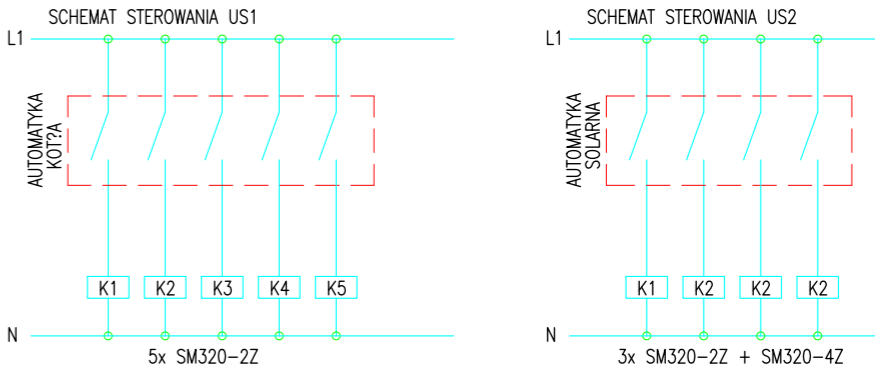 SCHEMAT STEROWANIA US1
L1
AUTOMATYKA
KOT?A
K1 K2 K3 K4 K5
N
5x SM320-2Z
SCHEMAT STEROWANIA US2
L1
AUTOMATYKA
SOLARNA
K1 K2 K2 K2
N
3x SM320-2Z + SM320-4Z